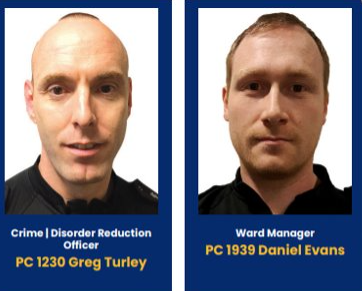 Crime | Disorder Reduction
Officer
PC 1230 Greg Turley
Ward Manager
PC 1939 Daniel Evans